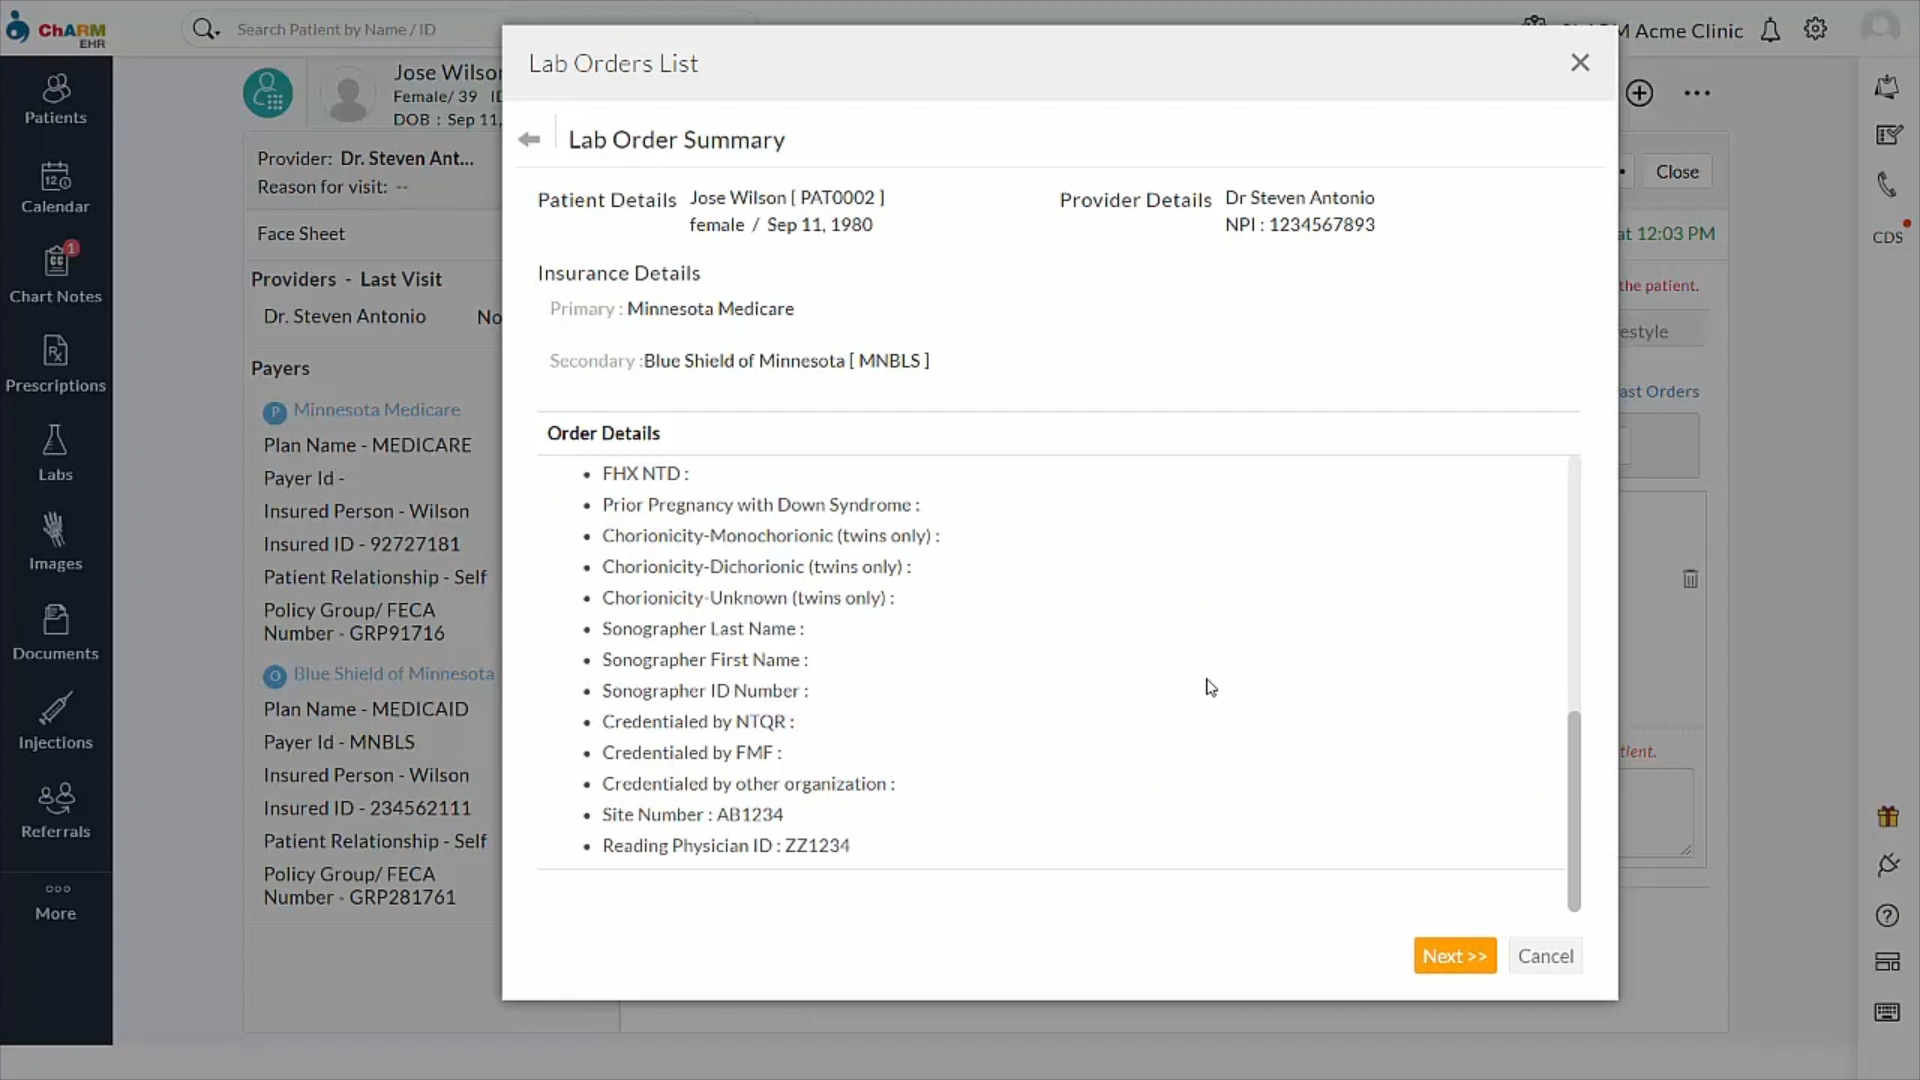 ChARM
EHR
Search Patient by Name / ID
M Acme Clinic
Patients
12
Calendar
CC
1
Chart Notes
Rx
Prescriptions
Labs
Images
Documents
Injections
Referrals
More
Jose Wilson
Female/ 39 ID
DOB : Sep 11,
Provider: Dr. Steven Ant...
Reason for visit: --
Face Sheet
Providers - Last Visit
Dr. Steven Antonio No
Payers
P Minnesota Medicare
Plan Name - MEDICARE
Payer Id -
Insured Person - Wilson
Insured ID - 92727181
Patient Relationship - Self
Policy Group/ FECA
Number - GRP91716
O Blue Shield of Minnesota
Plan Name - MEDICAID
Payer Id - MNBLS
Insured Person - Wilson
Insured ID - 234562111
Patient Relationship - Self
Policy Group/ FECA
Number - GRP281761
Lab Orders List
Lab Order Summary
Patient Details Jose Wilson [ PAT0002 ]
female / Sep 11, 1980
Provider Details Dr Steven Antonio
NPI : 1234567893
Insurance Details
Primary : Minnesota Medicare
Secondary :Blue Shield of Minnesota [ MNBLS ]
Order Details
• FHX NTD :
• Prior Pregnancy with Down Syndrome :
• Chorionicity-Monochorionic (twins only) :
• Chorionicity-Dichorionic (twins only) :
• Chorionicity-Unknown (twins only) :
• Sonographer Last Name :
• Sonographer First Name :
• Sonographer ID Number :
• Credentialed by NTQR :
• Credentialed by FMF :
• Credentialed by other organization :
• Site Number : AB1234
• Reading Physician ID : ZZ1234
Next >>
Cancel
Close
at 12:03 PM
the patient.
estyle
ast Orders
tient.
CDS